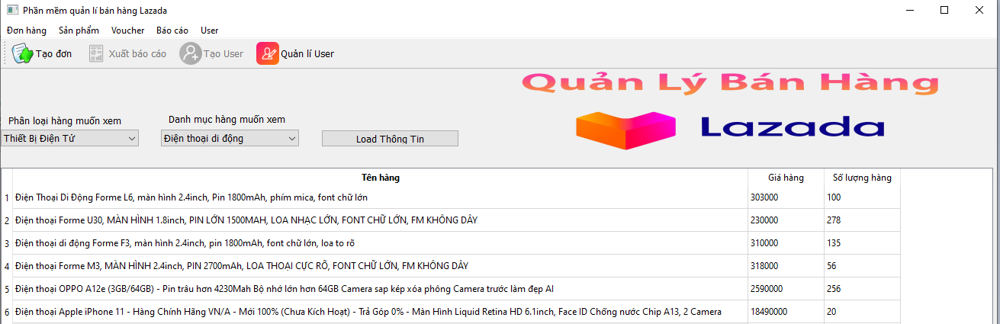 Phần mềm quản lí bán hàng Lazada
Đơn hàng Sản phẩm Voucher Báo cáo User
Tạo đơn Xuất báo cáo Tạo User Quản lí User
Quản Lý Bán Hàng
Lazada
Phân loại hàng muốn xem Danh mục hàng muốn xem
Thiết Bị Điện Tử Điện thoại di động Load Thông Tin
Tên hàng Giá hàng Số lượng hàng
1 Điện Thoại Di Động Forme L6, màn hình 2.4inch, Pin 1800mAh, phím mica, font chữ lớn 303000 100
2 Điện thoại Forme U30, MÀN HÌNH 1.8inch, PIN LỚN 1500MAH, LOA NHẠC LỚN, FONT CHỮ LỚN, FM KHÔNG DÂY 230000 278
3 Điện thoại di động Forme F3, màn hình 2.4inch, pin 1800mAh, font chữ lớn, loa to rõ 310000 135
4 Điện thoại Forme M3, MÀN HÌNH 2.4inch, PIN 2700mAh, LOA THOẠI CỰC RÕ, FONT CHỮ LỚN, FM KHÔNG DÂY 318000 56
5 Điện thoại OPPO A12e (3GB/64GB) - Pin trâu hơn 4230Mah Bộ nhớ lớn hơn 64GB Camera sap kép xóa phông Camera trước làm đẹp AI 2590000 256
6 Điện thoại Apple iPhone 11 - Hàng Chính Hãng VN/A - Mới 100% (Chưa Kích Hoạt) - Trả Góp 0% - Màn Hình Liquid Retina HD 6.1inch, Face ID Chống nước Chip A13, 2 Camera 18490000 20